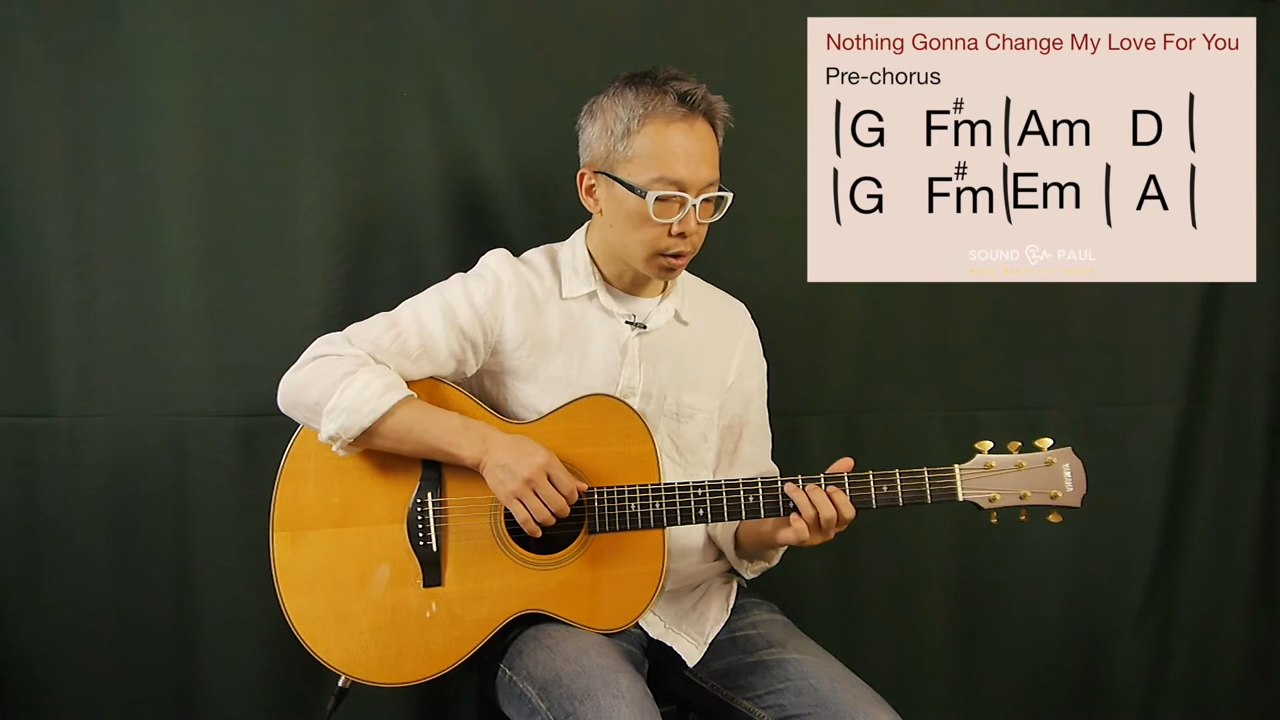 Nothing Gonna Change My Love For You
Pre-chorus
|G F#m|Am D |
|G F#m|Em | A |
SOUND PAUL
YAMAHA